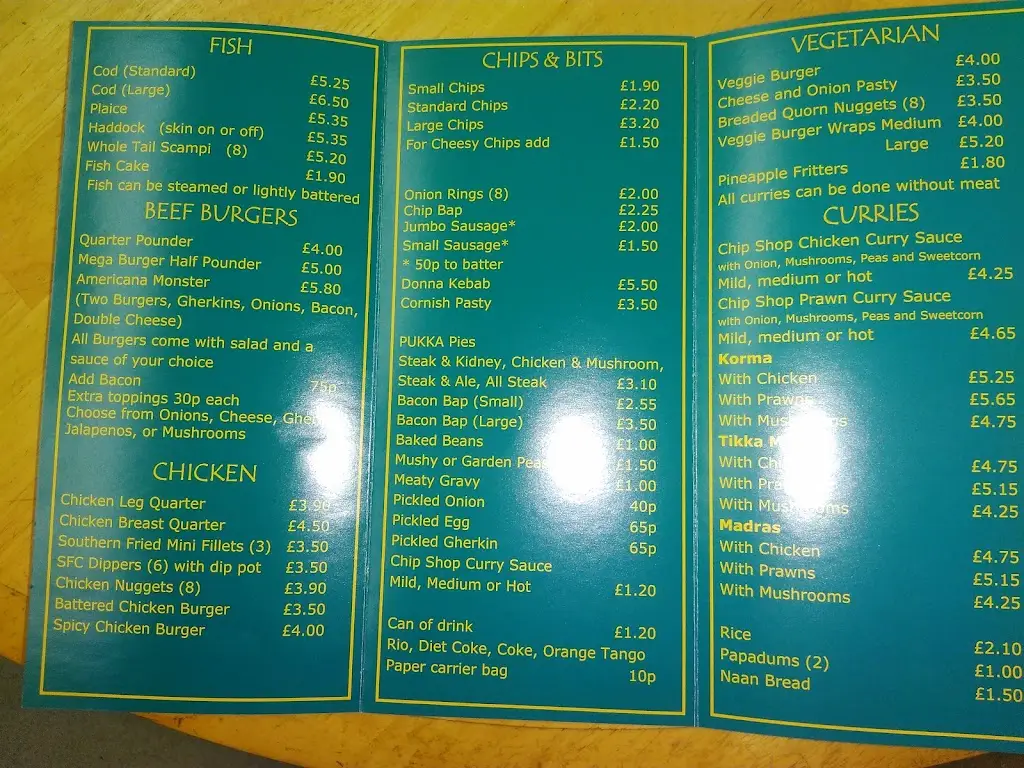 FISH
Cod (Standard) £5.25
Cod (Large) £6.50
Plaice £5.35
Haddock (skin on or off) £5.35
Whole Tail Scampi (8) £5.20
Fish Cake £1.90
Fish can be steamed or lightly battered
BEEF BURGERS
Quarter Pounder £4.00
Mega Burger Half Pounder £5.00
Americana Monster £5.80
(Two Burgers, Gherkins, Onions, Bacon,
Double Cheese)
All Burgers come with salad and a
sauce of your choice
Add Bacon 75p
Extra toppings 30p each
Choose from Onions, Cheese,
Jalapenos, or Mushrooms
CHICKEN
Chicken Leg Quarter £3.90
Chicken Breast Quarter £4.50
Southern Fried Mini Fillets (3) £3.50
SFC Dippers (6) with dip pot £3.50
Chicken Nuggets (8) £3.90
Battered Chicken Burger £3.50
Spicy Chicken Burger £4.00
CHIPS & BITS
Small Chips £1.90
Standard Chips £2.20
Large Chips £3.20
For Cheesy Chips add £1.50
Onion Rings (8) £2.00
Chip Bap £2.25
Jumbo Sausage* £2.00
Small Sausage* £1.50
* 50p to batter
Donna Kebab £5.50
Cornish Pasty £3.50
PUKKA Pies
Steak & Kidney, Chicken & Mushroom,
Steak & Ale, All Steak £3.10
Bacon Bap (Small) £2.55
Bacon Bap (Large) £3.50
Baked Beans £1.00
Mushy or Garden Peas £1.50
Meaty Gravy £1.00
Pickled Onion 40p
Pickled Egg 65p
Pickled Gherkin 65p
Chip Shop Curry Sauce
Mild, Medium or Hot £1.20
Can of drink £1.20
Rio, Diet Coke, Coke, Orange Tango
Paper carrier bag 10p
VEGETARIAN
Veggie Burger £4.00
Cheese and Onion Pasty £3.50
Breaded Quorn Nuggets (8) £3.50
Veggie Burger Wraps Medium £4.00
Large £5.20
Pineapple Fritters £1.80
All curries can be done without meat
CURRIES
Chip Shop Chicken Curry Sauce
with Onion, Mushrooms, Peas and Sweetcorn
Mild, medium or hot £4.25
Chip Shop Prawn Curry Sauce
with Onion, Mushrooms, Peas and Sweetcorn
Mild, medium or hot £4.65
Korma
With Chicken £5.25
With Prawns £5.65
With Mushrooms £4.75
Tikka
With £4.75
With £5.15
With Mushrooms £4.25
Madras
With Chicken £4.75
With Prawns £5.15
With Mushrooms £4.25
Rice £2.10
Papadums (2) £1.00
Naan Bread £1.50